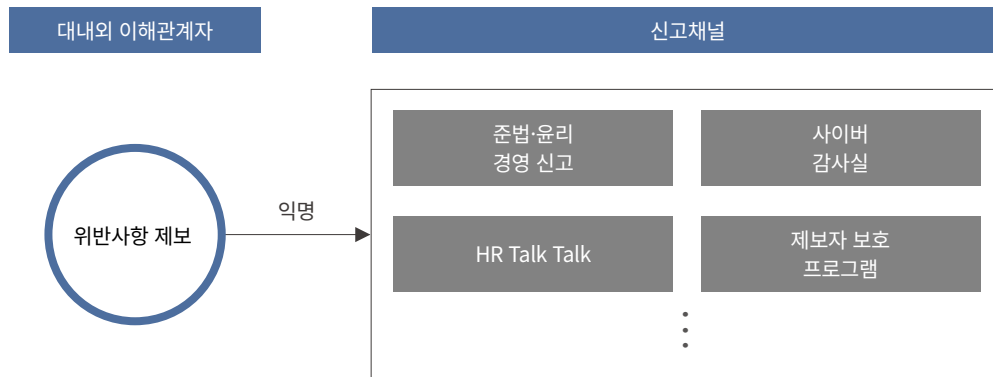 대내외 이해관계자
신고채널
위반사항 제보
익명
준법·윤리
경영 신고
사이버
감사실
HR Talk Talk
제보자 보호
프로그램